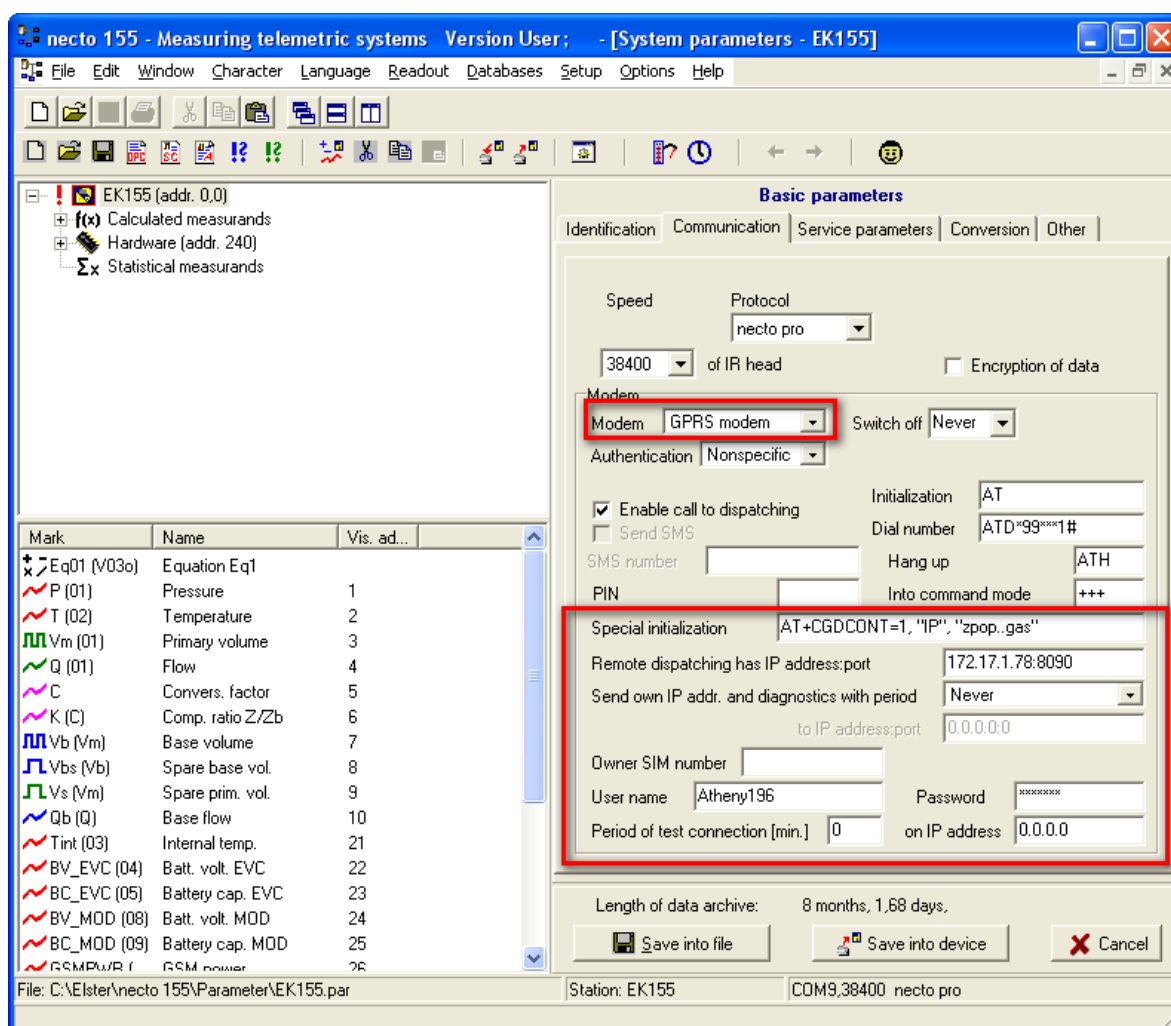 necto 155 - Measuring telemetric systems Version User; - [System parameters - EK155]
File Edit Window Character Language Readout Databases Setup Options Help
EK155 (addr. 0,0)
f(x) Calculated measurands
Hardware (addr. 240)
Σx Statistical measurands
Mark Name Vis. ad...
Eq01 (V03o) Equation Eq1
P (01) Pressure 1
T (02) Temperature 2
Vm (01) Primary volume 3
Q (01) Flow 4
C Convers. factor 5
K (C) Comp. ratio Z/Zb 6
Vb (Vm) Base volume 7
Vbs (Vb) Spare base vol. 8
Vs (Vm) Spare prim. vol. 9
Qb (Q) Base flow 10
Tint (03) Internal temp. 21
BV_EVC (04) Batt. volt. EVC 22
BC_EVC (05) Battery cap. EVC 23
BV_MOD (08) Batt. volt. MOD 24
BC_MOD (09) Battery cap. MOD 25
GSMPWR ( GSM power 26
Basic parameters
Identification Communication Service parameters Conversion Other
Speed Protocol
necto pro
38400 of IR head Encryption of data
Modem
Modem GPRS modem Switch off Never
Authentication Nonspecific
Enable call to dispatching Initialization AT
Send SMS Dial number ATD*99***1#
SMS number Hang up ATH
PIN Into command mode +++
Special initialization AT+CGDCONT=1, "IP", "zpop..gas"
Remote dispatching has IP address:port 172.17.1.78:8090
Send own IP addr. and diagnostics with period Never
to IP address:port 0.0.0.0:0
Owner SIM number
User name Atheny196 Password *******
Period of test connection [min.] 0 on IP address 0.0.0.0
Length of data archive: 8 months, 1,68 days,
Save into file Save into device Cancel
File: C:\Elster\necto 155\Parameter\EK155.par Station: EK155 COM9,38400 necto pro